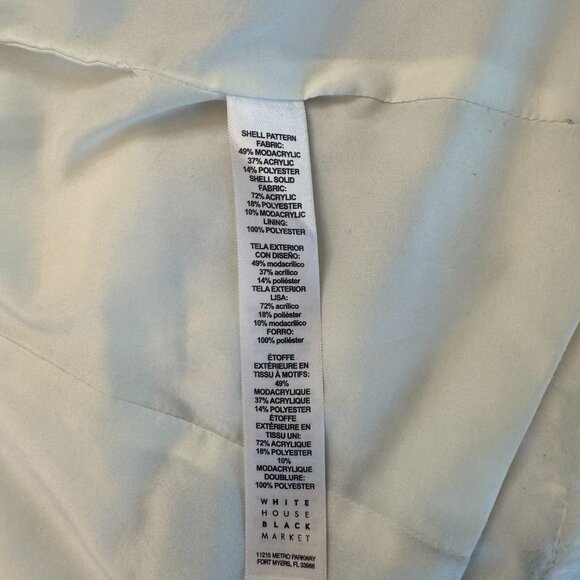 SHELL PATTERN
FABRIC:
49% MODACRYLIC
37% ACRYLIC
14% POLYESTER
SHELL SOLID
FABRIC:
72% ACRYLIC
18% POLYESTER
10% MODACRYLIC
LINING:
100% POLYESTER
TELA EXTERIOR
CON DISEÑO:
49% modacrílico
37% acrílico
14% poliéster
TELA EXTERIOR
LISA:
72% acrílico
18% poliéster
10% modacrílico
FORRO:
100% poliéster
ÉTOFFE
EXTÉRIEURE EN
TISSU À MOTIFS:
49%
MODACRYLIQUE
37% ACRYLIQUE
14% POLYESTER
ÉTOFFE
EXTÉRIEURE EN
TISSU UNI:
72% ACRYLIQUE
18% POLYESTER
10%
MODACRYLIQUE
DOUBLURE:
100% POLYESTER
WHITE
HOUSE
BLACK
MARKET
11215 METRO PARKWAY
FORT MYERS, FL 33966